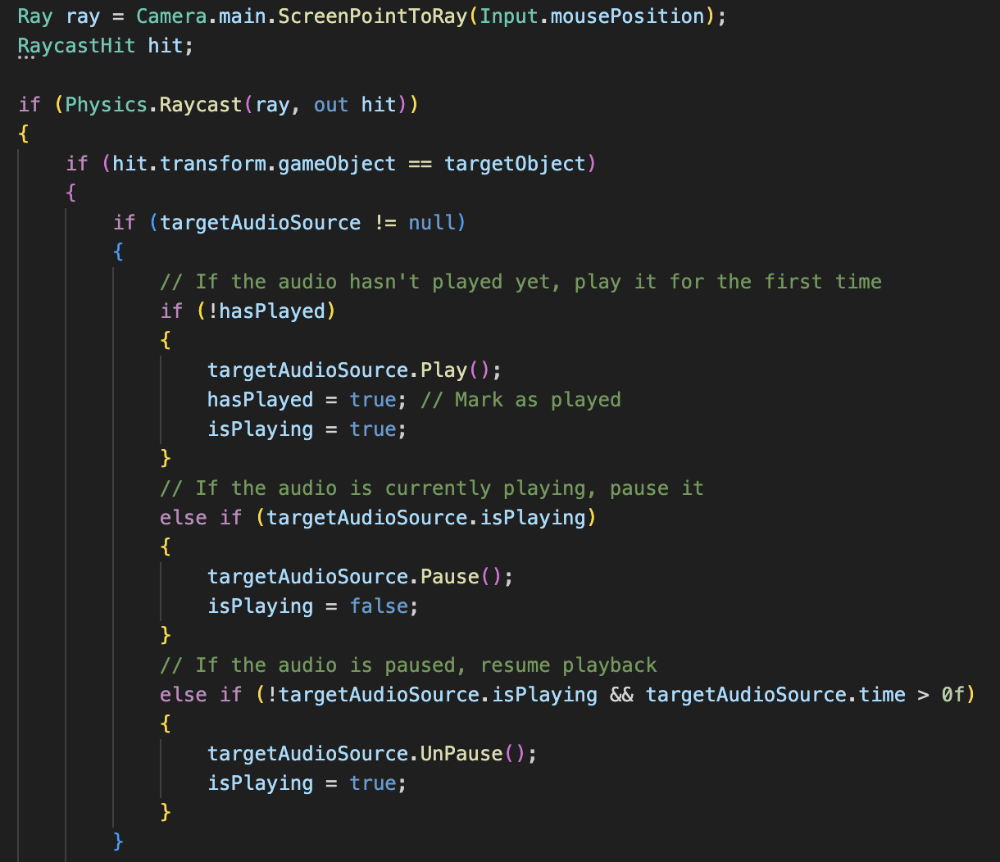 Ray ray = Camera.main.ScreenPointToRay(Input.mousePosition);
RaycastHit hit;

if (Physics.Raycast(ray, out hit))
{
    if (hit.transform.gameObject == targetObject)
    {
        if (targetAudioSource != null)
        {
            // If the audio hasn't played yet, play it for the first time
            if (!hasPlayed)
            {
                targetAudioSource.Play();
                hasPlayed = true; // Mark as played
                isPlaying = true;
            }
            // If the audio is currently playing, pause it
            else if (targetAudioSource.isPlaying)
            {
                targetAudioSource.Pause();
                isPlaying = false;
            }
            // If the audio is paused, resume playback
            else if (!targetAudioSource.isPlaying && targetAudioSource.time > 0f)
            {
                targetAudioSource.UnPause();
                isPlaying = true;
            }
        }